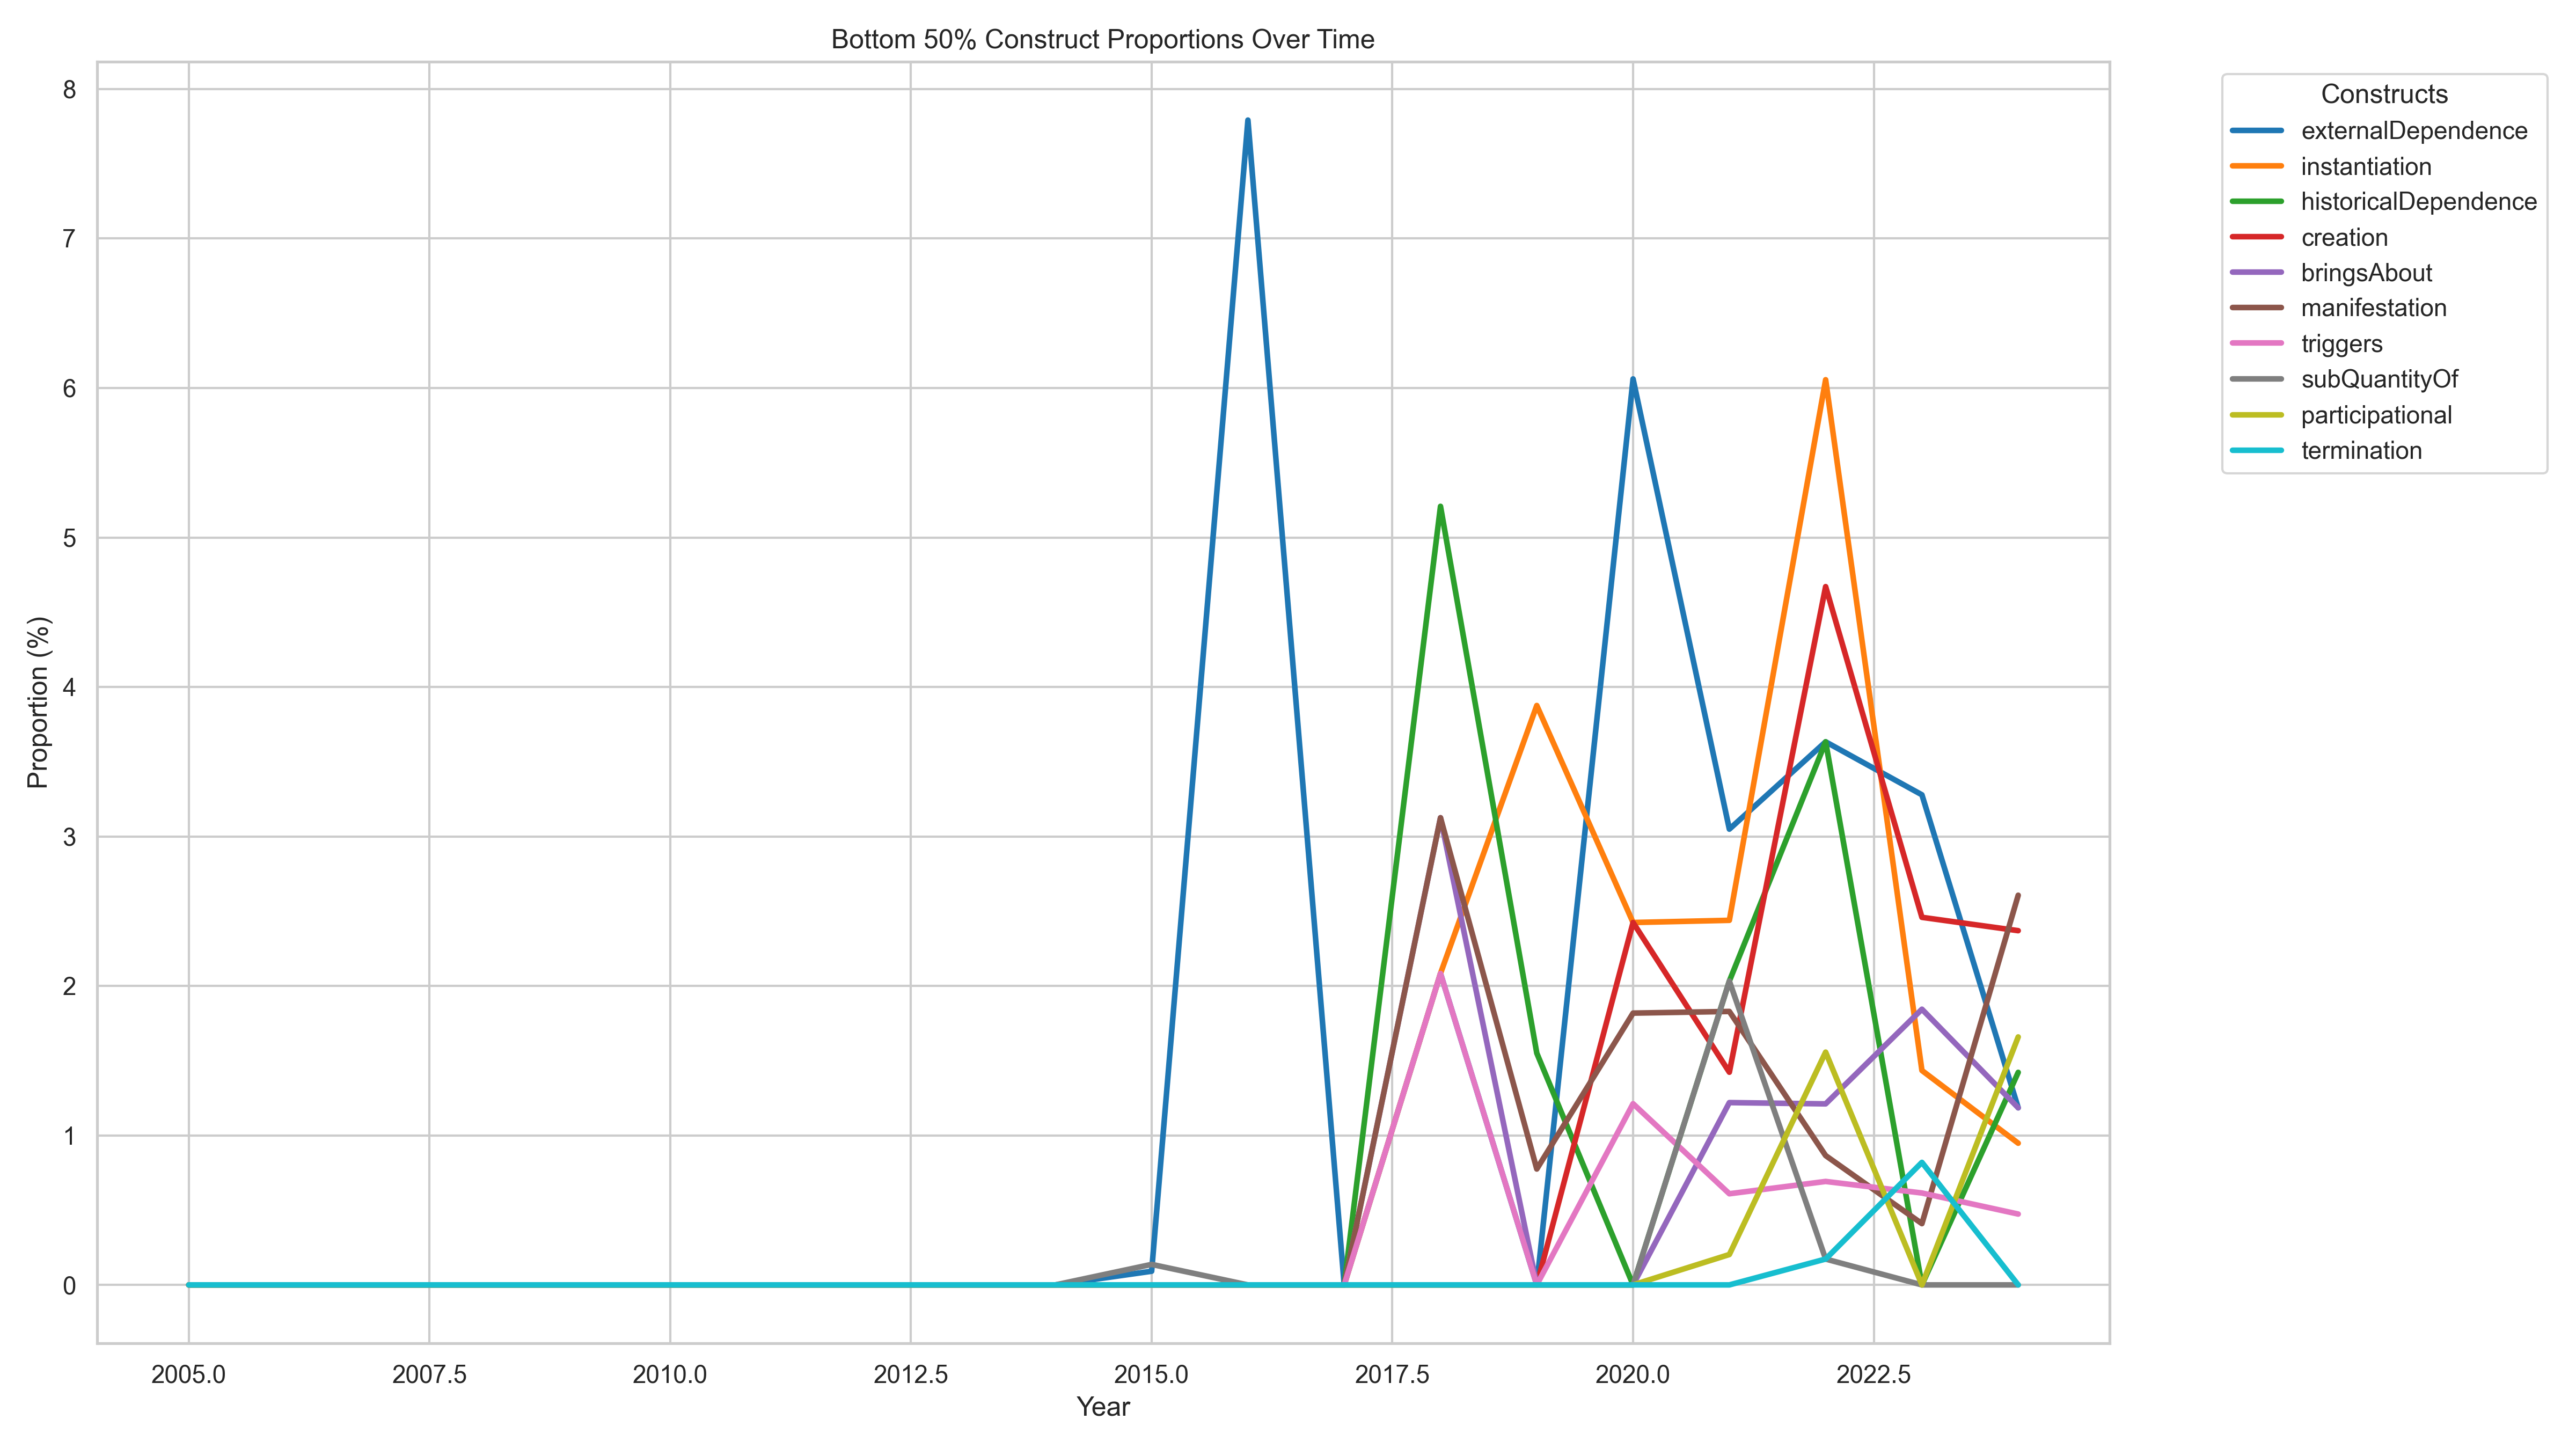 Bottom 50% Construct Proportions Over Time
Proportion (%)
8
7
6
5
4
3
2
1
0
2005.0 2007.5 2010.0 2012.5 2015.0 2017.5 2020.0 2022.5
Year
Constructs
externalDependence
instantiation
historicalDependence
creation
bringsAbout
manifestation
triggers
subQuantityOf
participational
termination